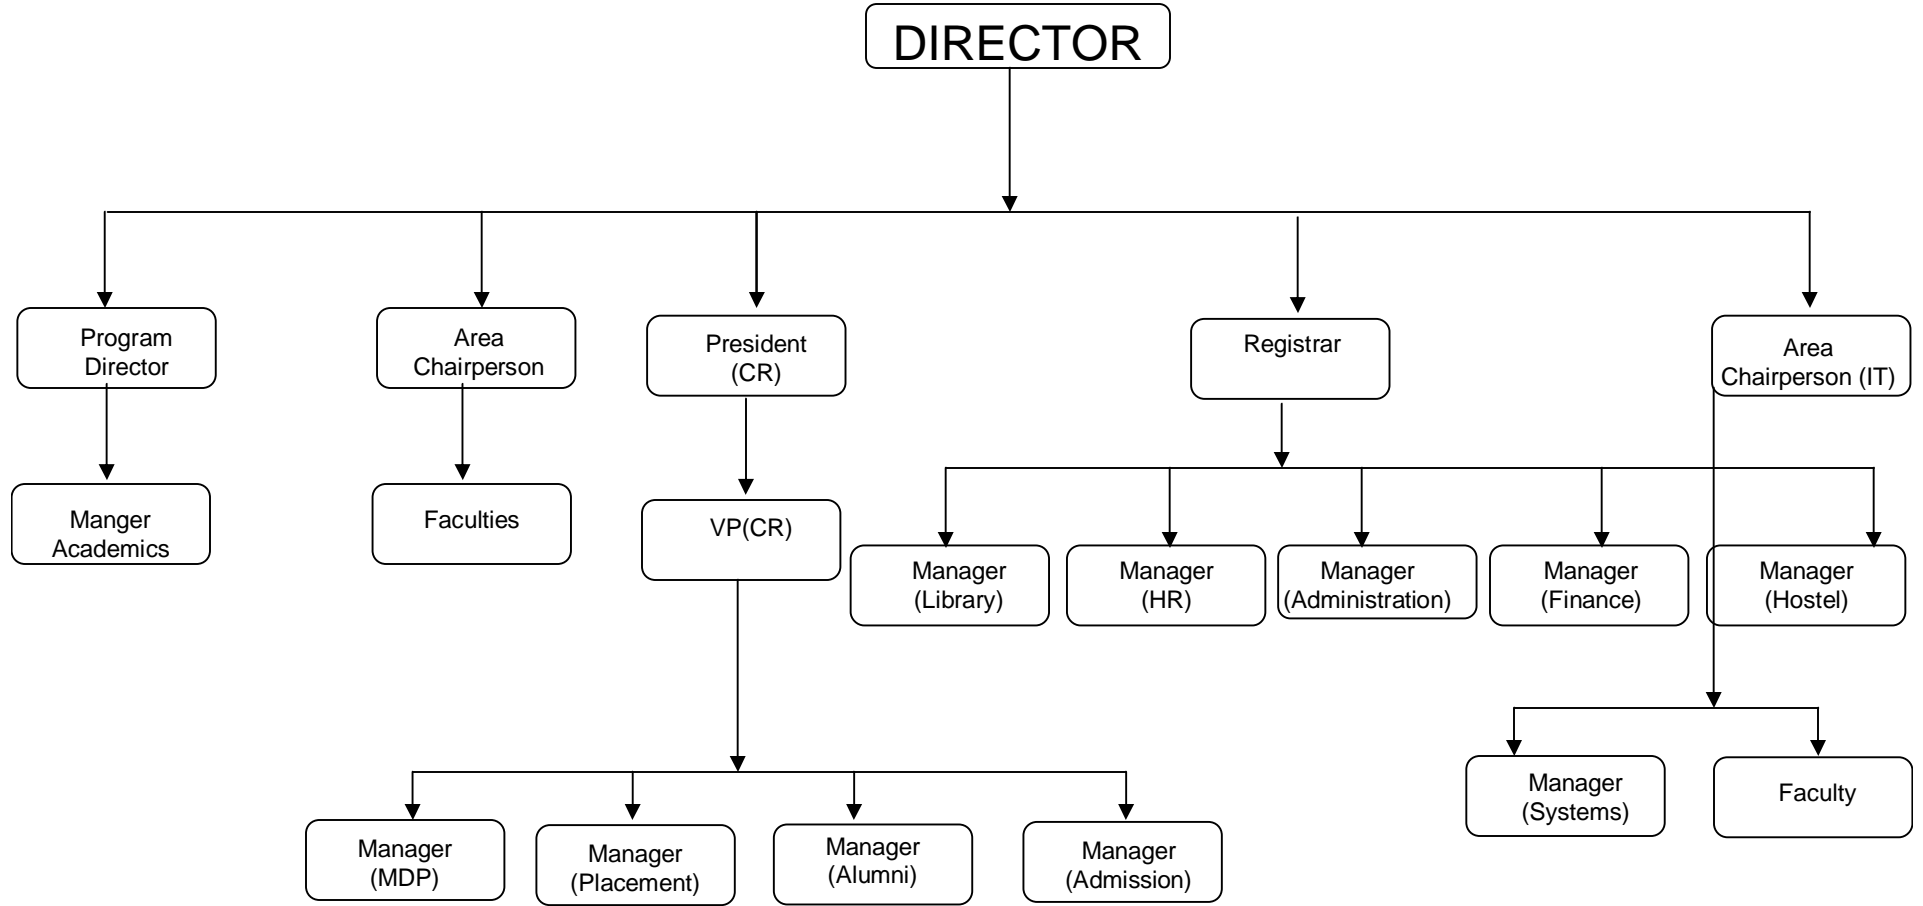 DIRECTOR
Program
Director
Area
Chairperson
President
(CR)
Registrar
Area
Chairperson (IT)
Manger
Academics
Faculties
VP(CR)
Manager
(Library)
Manager
(HR)
Manager
(Administration)
Manager
(Finance)
Manager
(Hostel)
Manager
(Systems)
Faculty
Manager
(MDP)
Manager
(Placement)
Manager
(Alumni)
Manager
(Admission)